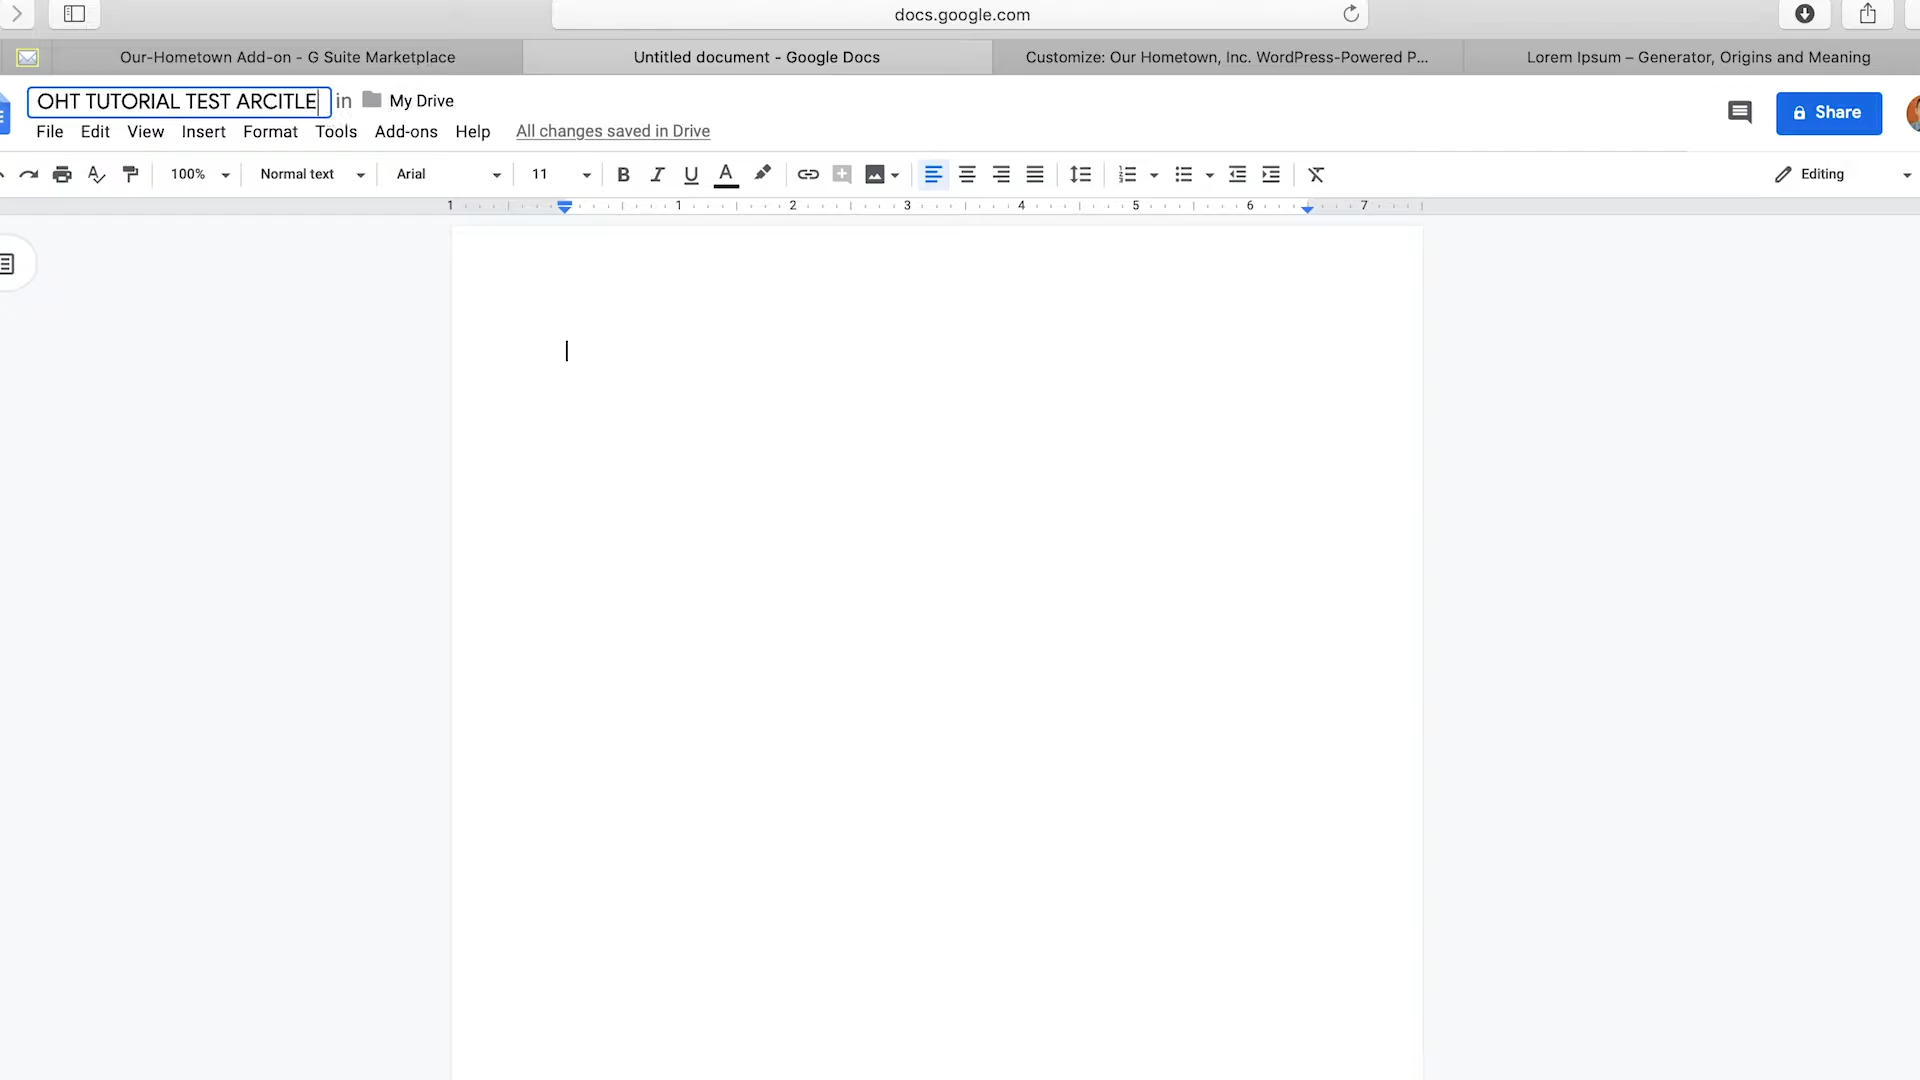 docs.google.com
Our-Hometown Add-on - G Suite Marketplace
Untitled document - Google Docs
Customize: Our Hometown, Inc. WordPress-Powered P...
Lorem Ipsum – Generator, Origins and Meaning
OHT TUTORIAL TEST ARCITLE in My Drive
Share
File Edit View Insert Format Tools Add-ons Help All changes saved in Drive
100% Normal text Arial 11 B I U A Editing
1 1 2 3 4 5 6 7